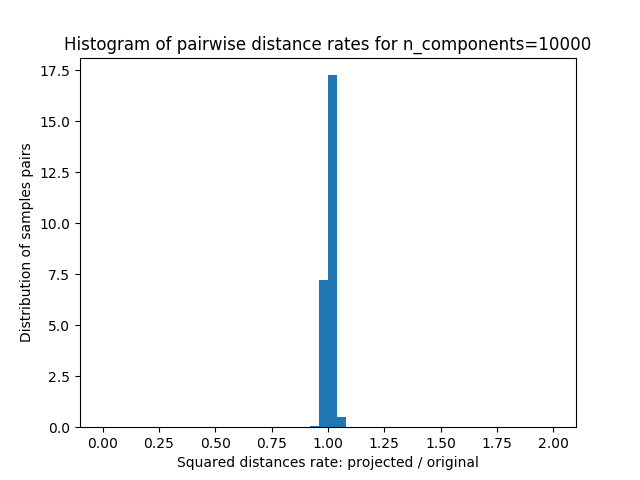 Histogram of pairwise distance rates for n_components=10000
17.5
15.0
12.5
10.0
7.5
5.0
2.5
0.0
Distribution of samples pairs
0.00 0.25 0.50 0.75 1.00 1.25 1.50 1.75 2.00
Squared distances rate: projected / original